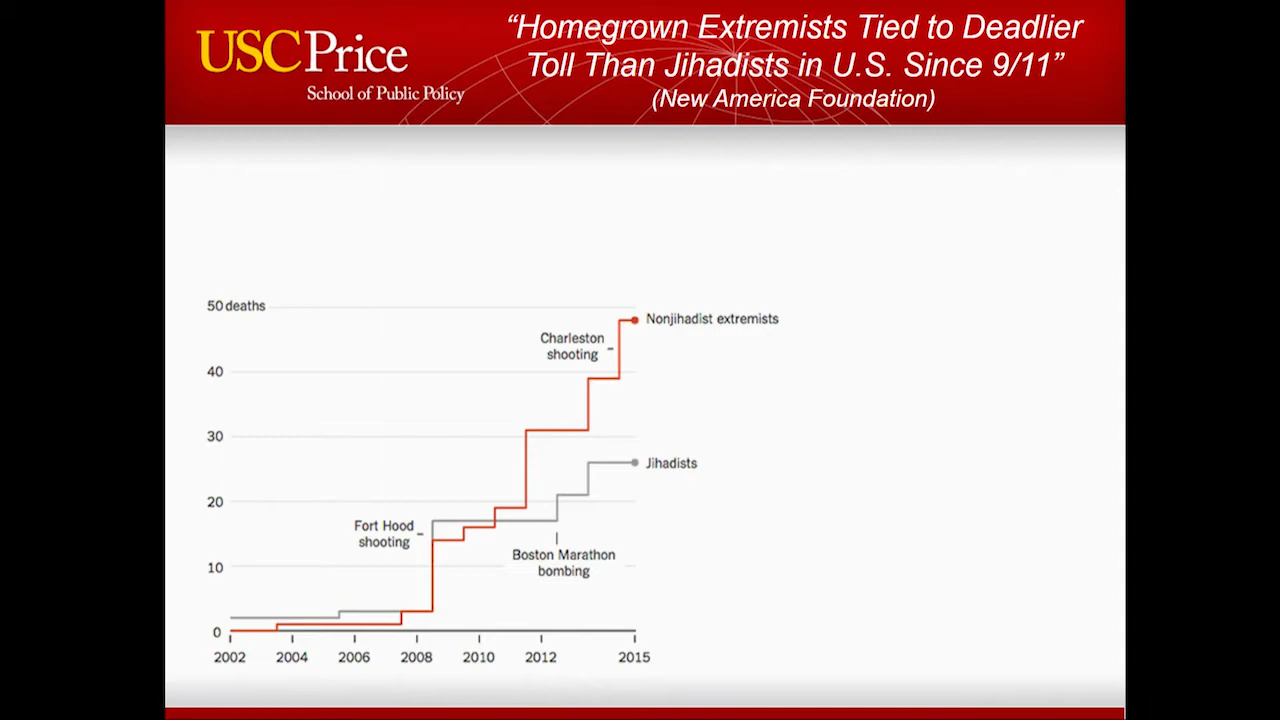 USC Price
School of Public Policy
“Homegrown Extremists Tied to Deadlier
Toll Than Jihadists in U.S. Since 9/11”
(New America Foundation)
50 deaths
Nonjihadist extremists
Charleston
shooting
40
30
Jihadists
20
Fort Hood
shooting
Boston Marathon
bombing
10
0
2002 2004 2006 2008 2010 2012 2015